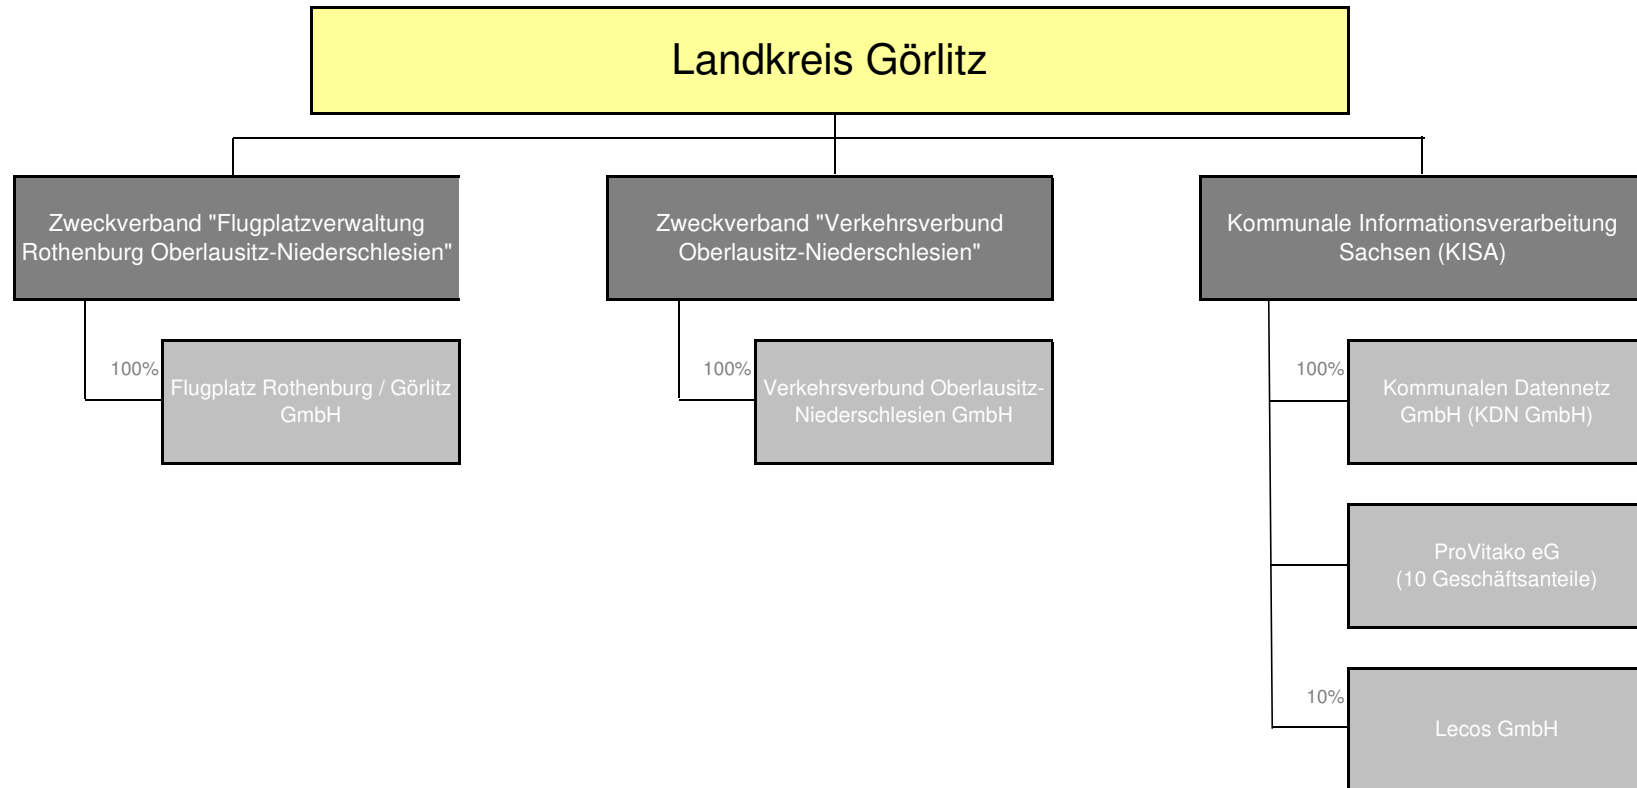 Landkreis Görlitz
Zweckverband "Flugplatzverwaltung
Rothenburg Oberlausitz-Niederschlesien"
Zweckverband "Verkehrsverbund
Oberlausitz-Niederschlesien"
Kommunale Informationsverarbeitung
Sachsen (KISA)
100%
Flugplatz Rothenburg / Görlitz
GmbH
100%
Verkehrsverbund Oberlausitz-
Niederschlesien GmbH
100%
Kommunalen Datennetz
GmbH (KDN GmbH)
ProVitako eG
(10 Geschäftsanteile)
10%
Lecos GmbH